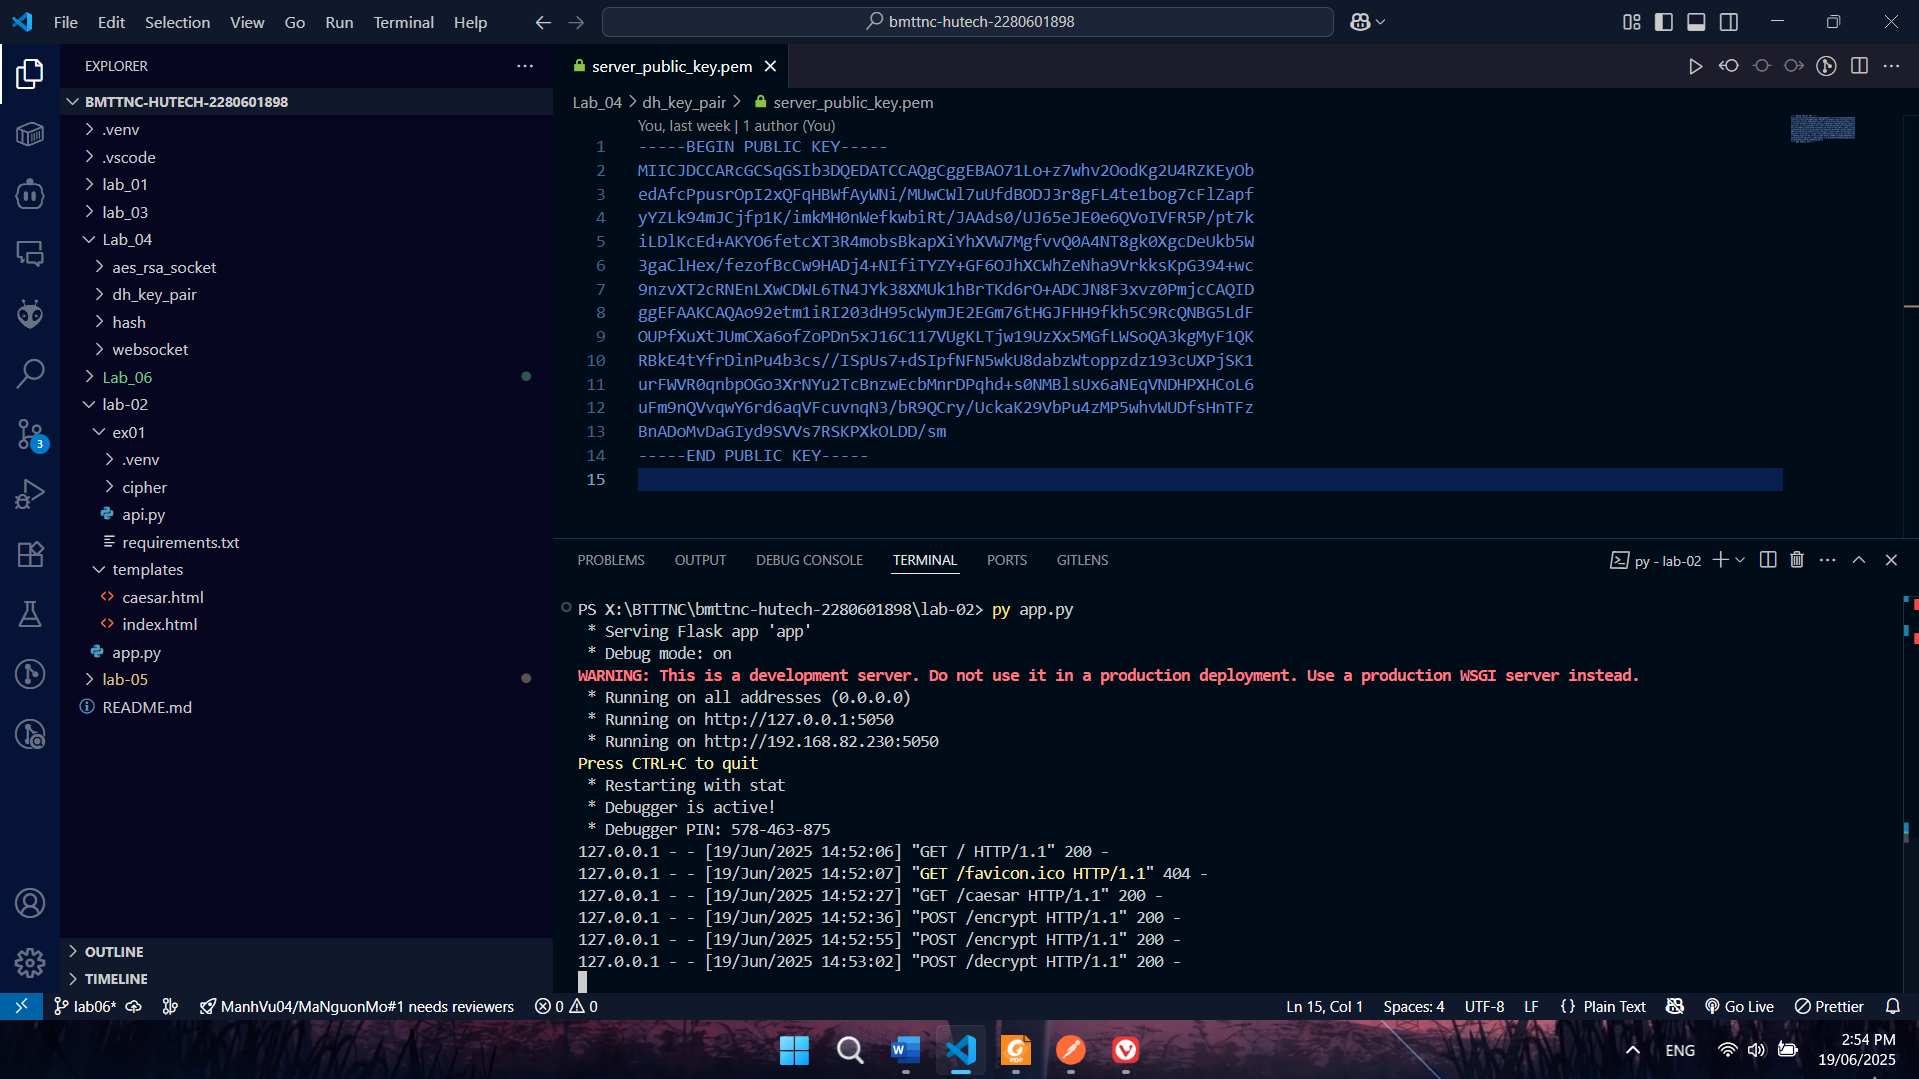 File Edit Selection View Go Run Terminal Help
bmttnc-hutech-2280601898
EXPLORER
BMTTNC-HUTECH-2280601898
.venv
.vscode
lab_01
lab_03
Lab_04
aes_rsa_socket
dh_key_pair
hash
websocket
Lab_06
lab-02
ex01
.venv
cipher
api.py
requirements.txt
templates
caesar.html
index.html
app.py
lab-05
README.md
OUTLINE
TIMELINE
3
server_public_key.pem
Lab_04 > dh_key_pair > server_public_key.pem
You, last week | 1 author (You)
1 -----BEGIN PUBLIC KEY-----
2 MIICJDCCARcGCSqGSIb3DQEDATCCAQgCggEBAO71Lo+z7whv2OodKg2U4RZKEyOb
3 edAfcPpusrOpI2xQFqHBWfAyWNi/MUwCWl7uUfdBODJ3r8gFL4te1bog7cFlZapf
4 yYZLk94mJCjfp1K/imkMH0nWefkwbiRt/JAAds0/UJ65eJE0e6QVoIVFR5P/pt7k
5 iLDlKcEd+AKYO6fetcXT3R4mobsBkapXiYhXVW7MgfvvQ0A4NT8gk0XgcDeUkb5W
6 3gaClHex/fezofBcCw9HADj4+NIfiTYZY+GF6OJhXCWhZeNha9VrkksKpG394+wc
7 9nzvXT2cRNEnLXwCDWL6TN4JYk38XMUk1hBrTKd6rO+ADCJN8F3xvz0PmjcCAQID
8 ggEFAAKCAQAo92etm1iRI203dH95cWymJE2EGm76tHGJFHH9fkh5C9RcQNBG5LdF
9 OUPfXuXtJUmCXa6ofZoPDn5xJ16C117VUgKLTjw19UzXx5MGfLWSoQA3kgMyF1QK
10 RBkE4tYfrDinPu4b3cs//ISpUs7+dSIpfNFN5wkU8dabzWtoppzdz193cUXPjSK1
11 urFWVR0qnbpOGo3XrNYu2TcBnzwEcbMnrDPqhd+s0NMBlsUx6aNEqVNDHPXHCoL6
12 uFm9nQVvqwY6rd6aqVFcuvnqN3/bR9QCry/UckaK29VbPu4zMP5whvWUDfsHnTFz
13 BnADoMvDaGIyd9SVVs7RSKPXkOLDD/sm
14 -----END PUBLIC KEY-----
15
PROBLEMS OUTPUT DEBUG CONSOLE TERMINAL PORTS GITLENS
py - lab-02
PS X:\BTTTNC\bmttnc-hutech-2280601898\lab-02> py app.py
* Serving Flask app 'app'
* Debug mode: on
WARNING: This is a development server. Do not use it in a production deployment. Use a production WSGI server instead.
* Running on all addresses (0.0.0.0)
* Running on http://127.0.0.1:5050
* Running on http://192.168.82.230:5050
Press CTRL+C to quit
* Restarting with stat
* Debugger is active!
* Debugger PIN: 578-463-875
127.0.0.1 - - [19/Jun/2025 14:52:06] "GET / HTTP/1.1" 200 -
127.0.0.1 - - [19/Jun/2025 14:52:07] "GET /favicon.ico HTTP/1.1" 404 -
127.0.0.1 - - [19/Jun/2025 14:52:27] "GET /caesar HTTP/1.1" 200 -
127.0.0.1 - - [19/Jun/2025 14:52:36] "POST /encrypt HTTP/1.1" 200 -
127.0.0.1 - - [19/Jun/2025 14:52:55] "POST /encrypt HTTP/1.1" 200 -
127.0.0.1 - - [19/Jun/2025 14:53:02] "POST /decrypt HTTP/1.1" 200 -
lab06* ManhVu04/MaNguonMo#1 needs reviewers 0 0 Ln 15, Col 1 Spaces: 4 UTF-8 LF {} Plain Text Go Live Prettier
ENG
2:54 PM
19/06/2025